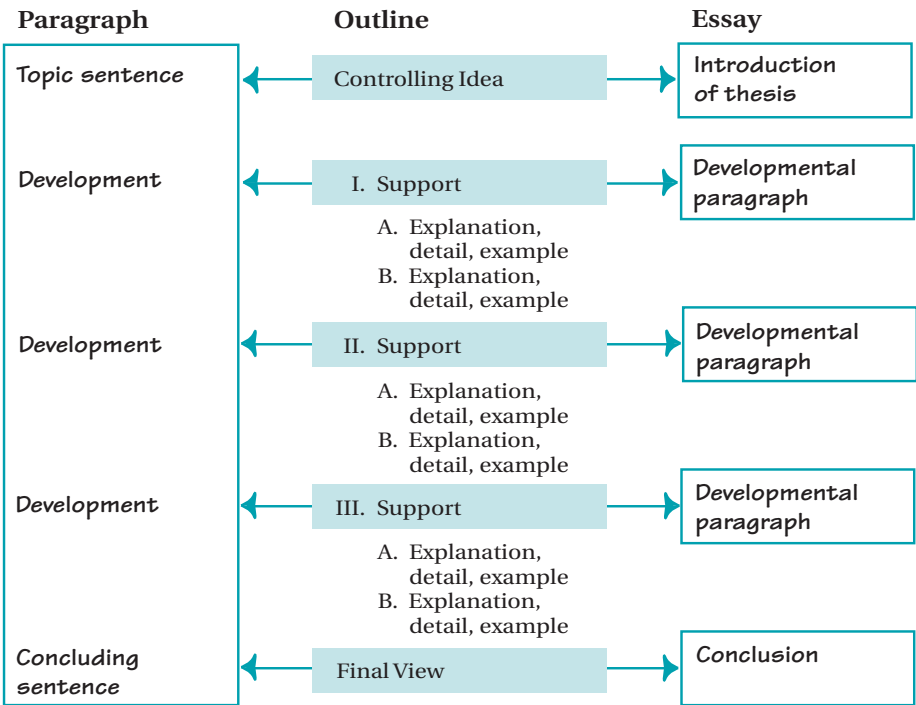 Paragraph
Outline
Essay
Topic sentence
Controlling Idea
Introduction
of thesis
Development
I. Support
Developmental
paragraph
A. Explanation,
detail, example
B. Explanation,
detail, example
Development
II. Support
Developmental
paragraph
A. Explanation,
detail, example
B. Explanation,
detail, example
Development
III. Support
Developmental
paragraph
A. Explanation,
detail, example
B. Explanation,
detail, example
Concluding
sentence
Final View
Conclusion